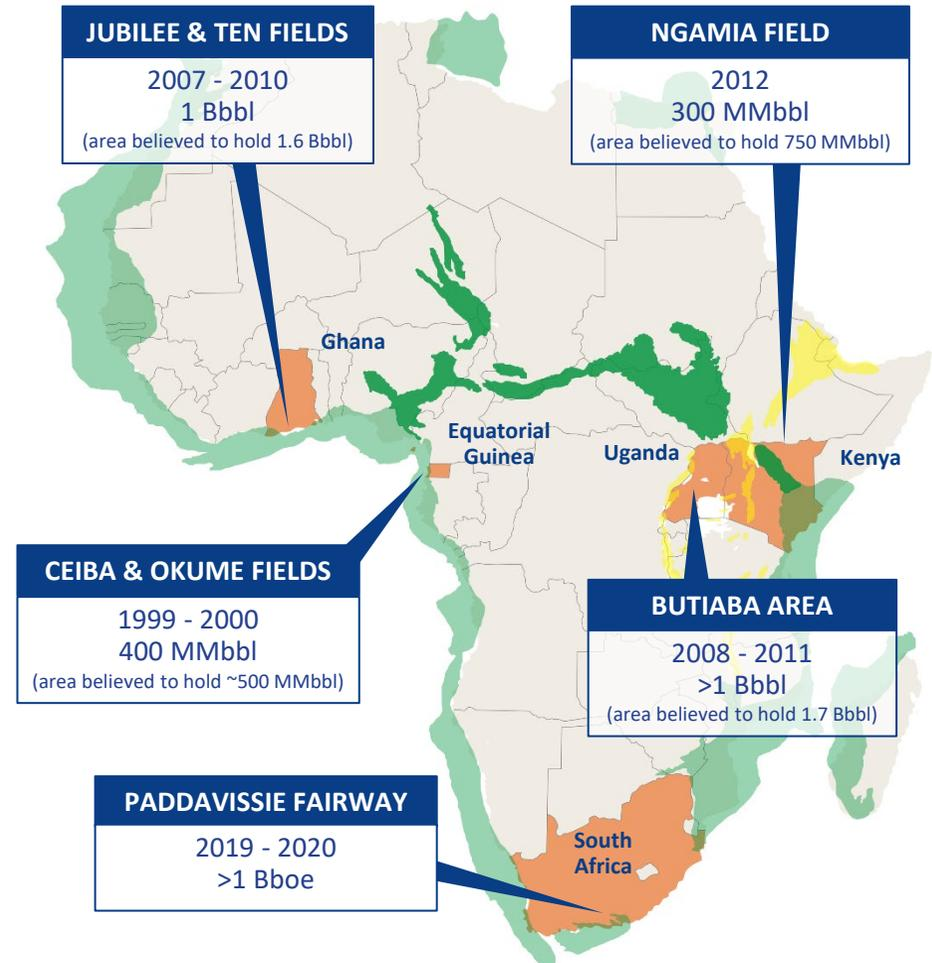 JUBILEE & TEN FIELDS
2007 - 2010
1 Bbbl
(area believed to hold 1.6 Bbbl)
NGAMIA FIELD
2012
300 MMbbl
(area believed to hold 750 MMbbl)
Ghana
Equatorial
Guinea
Uganda
Kenya
CEIBA & OKUME FIELDS
1999 - 2000
400 MMbbl
(area believed to hold ~500 MMbbl)
BUTIABA AREA
2008 - 2011
>1 Bbbl
(area believed to hold 1.7 Bbbl)
PADDAVISSIE FAIRWAY
2019 - 2020
>1 Bboe
South
Africa